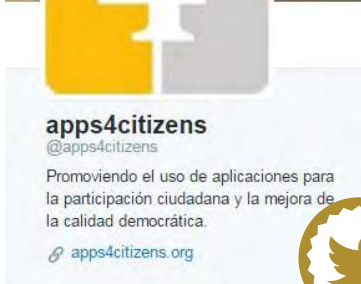 apps4citizens
@apps4citizens
Promoviendo el uso de aplicaciones para
la participación ciudadana y la mejora de
la calidad democrática.
apps4citizens.org